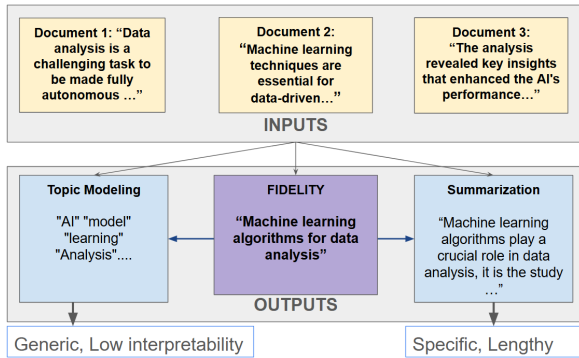 Document 1: “Data
analysis is a
challenging task to
be made fully
autonomous …”
Document 2:
“Machine learning
techniques are
essential for
data-driven…”
Document 3:
“The analysis
revealed key insights
that enhanced the AI's
performance…”
INPUTS
Topic Modeling
"AI" "model"
"learning"
"Analysis"....
FIDELITY
“Machine learning
algorithms for data
analysis”
Summarization
“Machine learning
algorithms play a
crucial role in data
analysis, it is the study
…”
OUTPUTS
Generic, Low interpretability
Specific, Lengthy